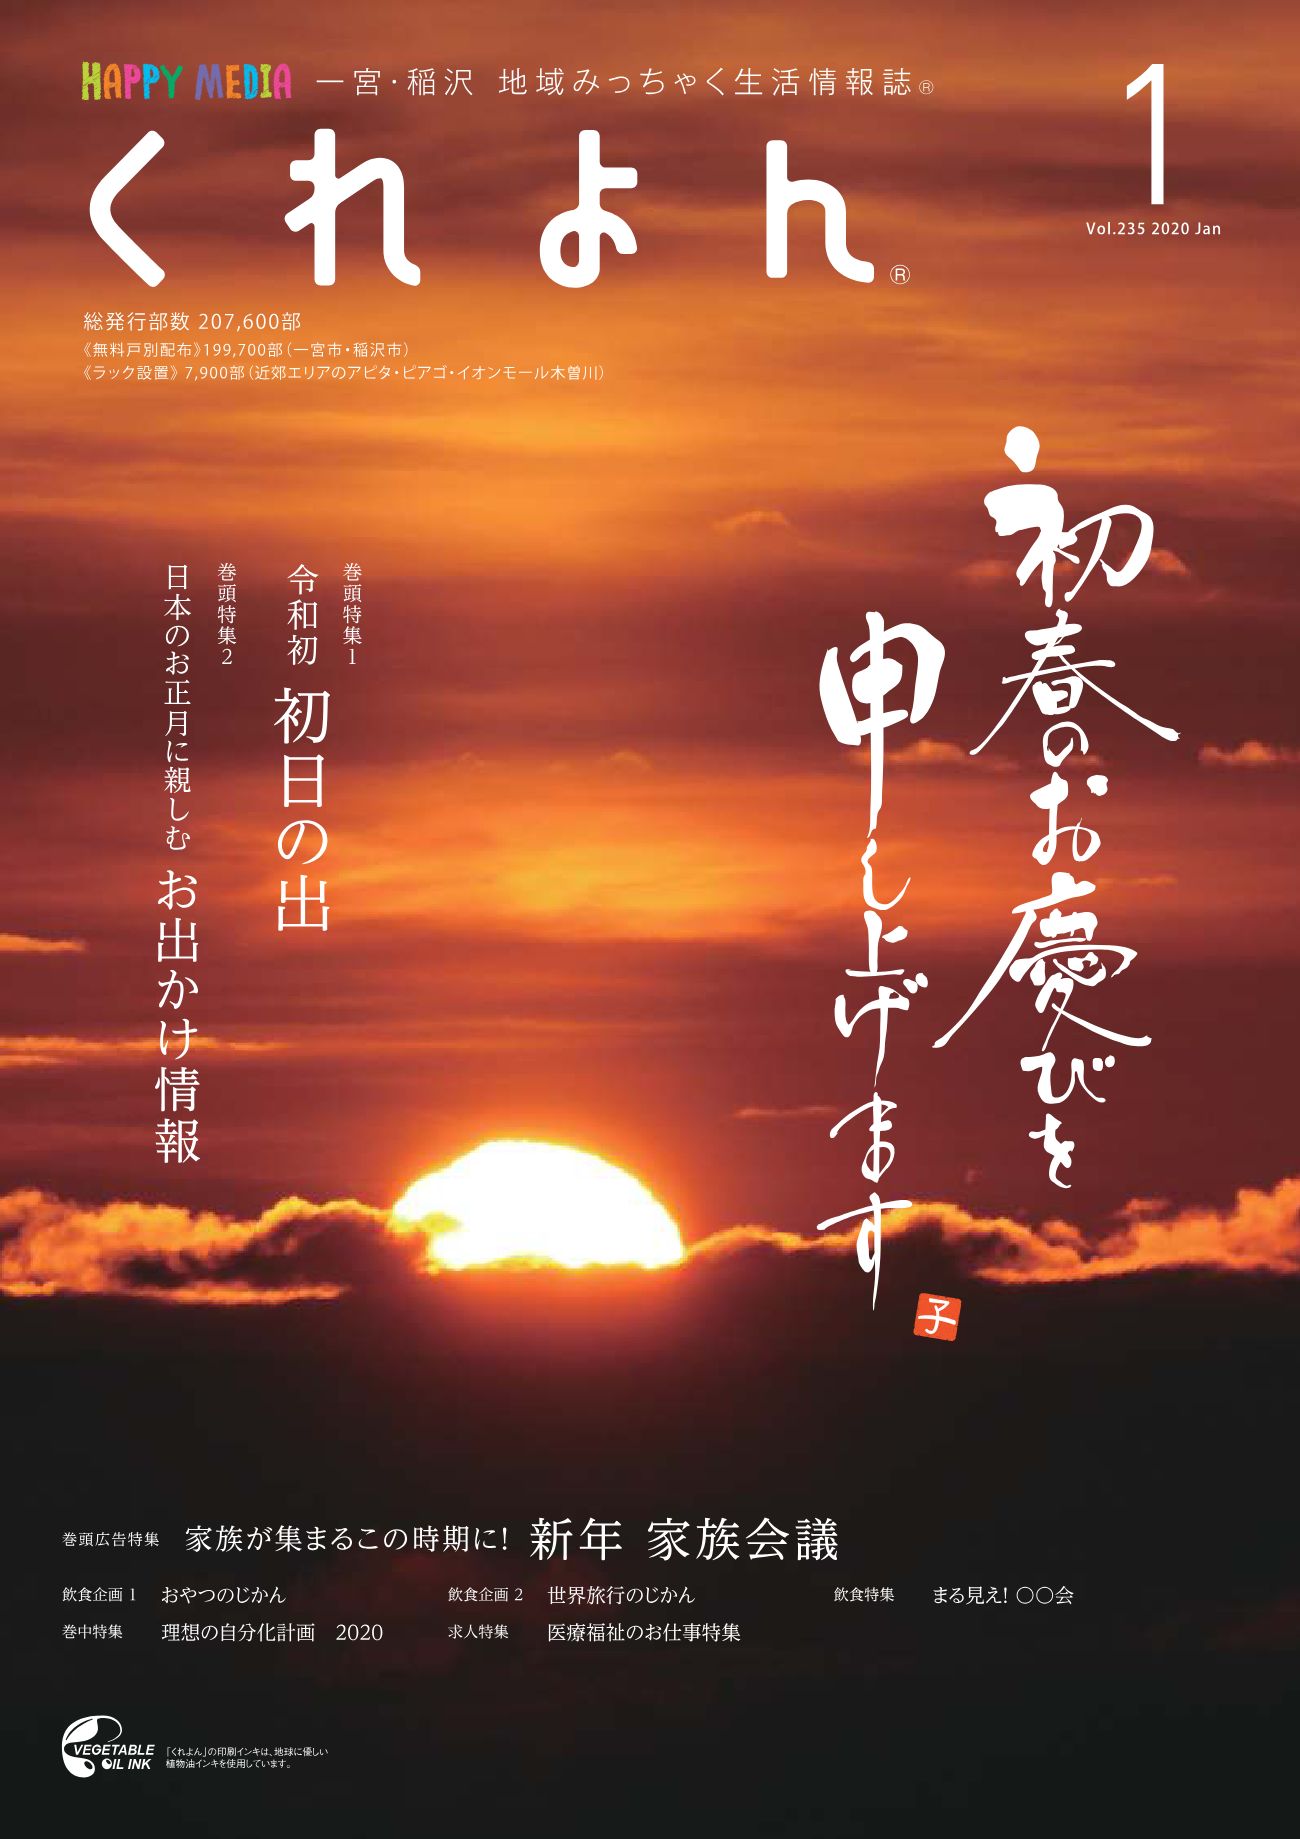 HAPPY MEDIA 一宮・稲沢 地域みっちゃく生活情報誌®
くれよん®
1
Vol.235 2020 Jan
総発行部数 207,600部
《無料戸別配布》199,700部（一宮市・稲沢市）
《ラック設置》7,900部（近郊エリアのアピタ・ピアゴ・イオンモール木曽川）
初春のお慶びを
申し上げます
子
巻頭特集1
令和初 初日の出
巻頭特集2
日本のお正月に親しむ お出かけ情報
巻頭広告特集 家族が集まるこの時期に! 新年 家族会議
飲食企画 1 おやつのじかん 飲食企画 2 世界旅行のじかん 飲食特集 まる見え! 〇〇会
巻中特集 理想の自分化計画 2020 求人特集 医療福祉のお仕事特集
VEGETABLE
OIL INK
「くれよん」の印刷インキは、地球に優しい
植物油インキを使用しています。